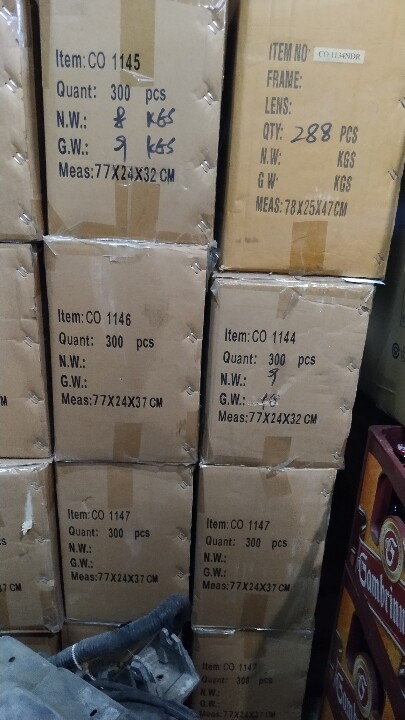 Item: CO 1145
Quant: 300 pcs
N.W.: 8 KGS
G.W.: 9 KGS
Meas:77X24X32 CM
ITEM NO CO 1134NDR
FRAME:
LENS:
QTY: 288 PCS
N.W: KGS
G W: KGS
MEAS:78X25X47CM
Item: CO 1146
Quant: 300 pcs
N.W.:
G.W.:
Meas:77X24X37 CM
Item: CO 1144
Quant: 300 pcs
N.W.: 9
G.W.: 10
Meas:77X24X32 CM
Item: CO 1147
Quant: 300 pcs
N.W.:
G.W.:
Meas:77X24X37 CM
Item: CO 1147
Quant: 300 pcs
N.W.:
G.W.:
Meas:77X24X37 CM
Item: CO 1147
Quant: 300 pcs
N.W.:
G.W.:
M
47 CM